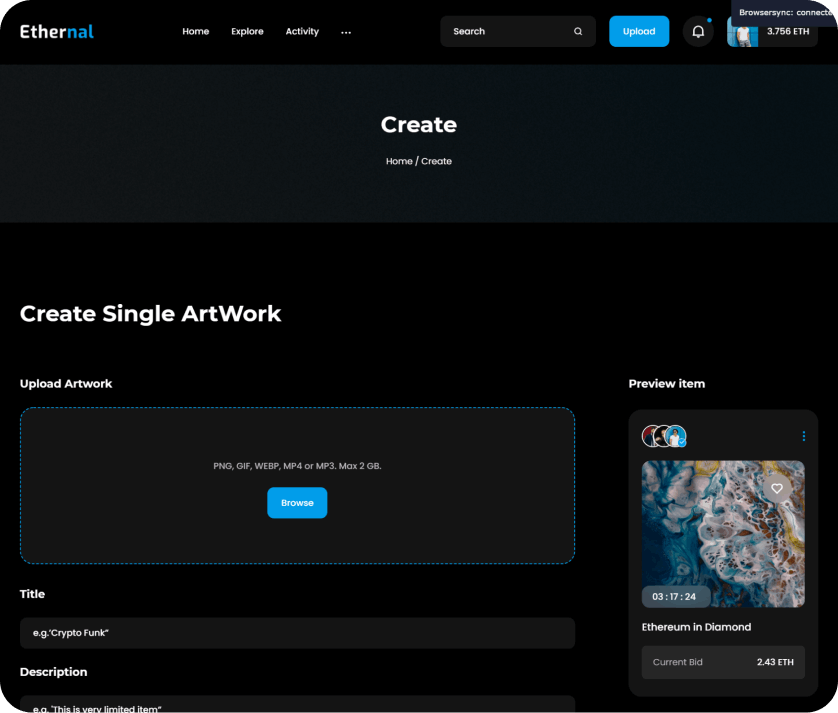 Browsersync: connecte
Ethernal
Home Explore Activity ...
Search
Upload
3.756 ETH
Create
Home / Create
Create Single ArtWork
Upload Artwork
PNG, GIF, WEBP, MP4 or MP3. Max 2 GB.
Browse
Title
e.g.‘Crypto Funk”
Description
e.g. ‘This is very limited item”
Preview item
03 : 17 : 24
Ethereum in Diamond
Current Bid 2.43 ETH